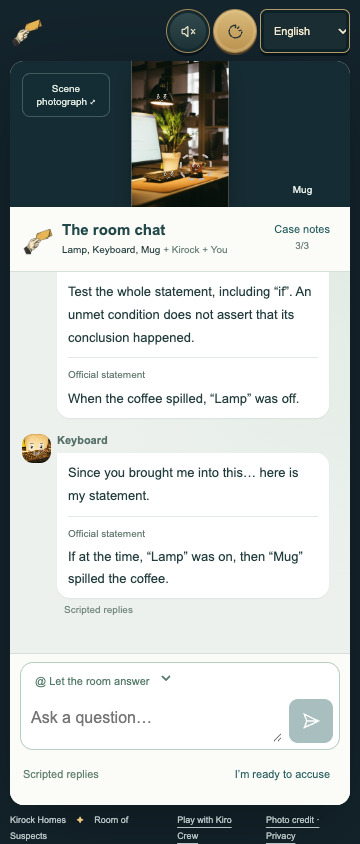 English
Scene
photograph ⤢
Mug
The room chat
Case notes
Lamp, Keyboard, Mug + Kirock + You
3/3
Test the whole statement, including “if”. An
unmet condition does not assert that its
conclusion happened.
Official statement
When the coffee spilled, “Lamp” was off.
Keyboard
Since you brought me into this… here is
my statement.
Official statement
If at the time, “Lamp” was on, then “Mug”
spilled the coffee.
Scripted replies
@ Let the room answer
Ask a question…
Scripted replies
I’m ready to accuse
Kirock Homes ✦ Room of
Suspects
Play with Kiro
Crew
Photo credit ·
Privacy